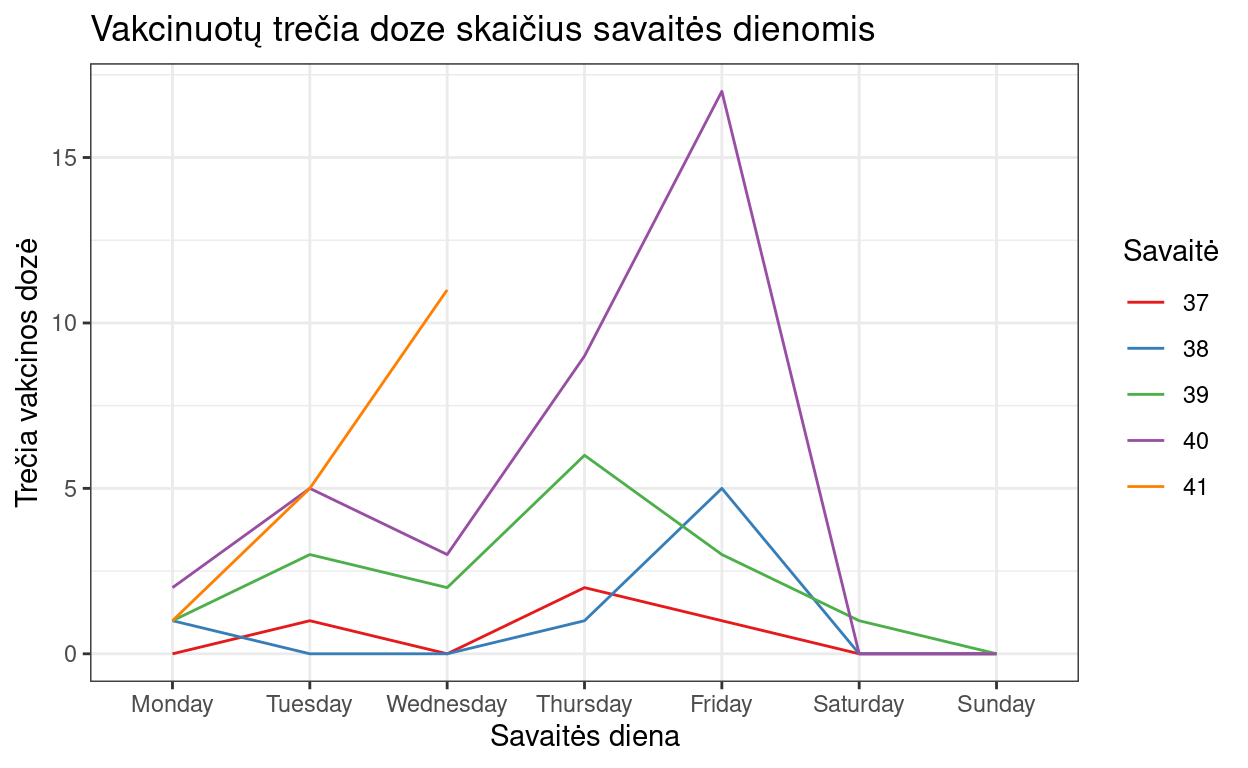 Vakcinuotų trečia doze skaičius savaitės dienomis
Trečia vakcinos dozė
15
10
5
0
Monday Tuesday Wednesday Thursday Friday Saturday Sunday
Savaitės diena
Savaitė
37
38
39
40
41